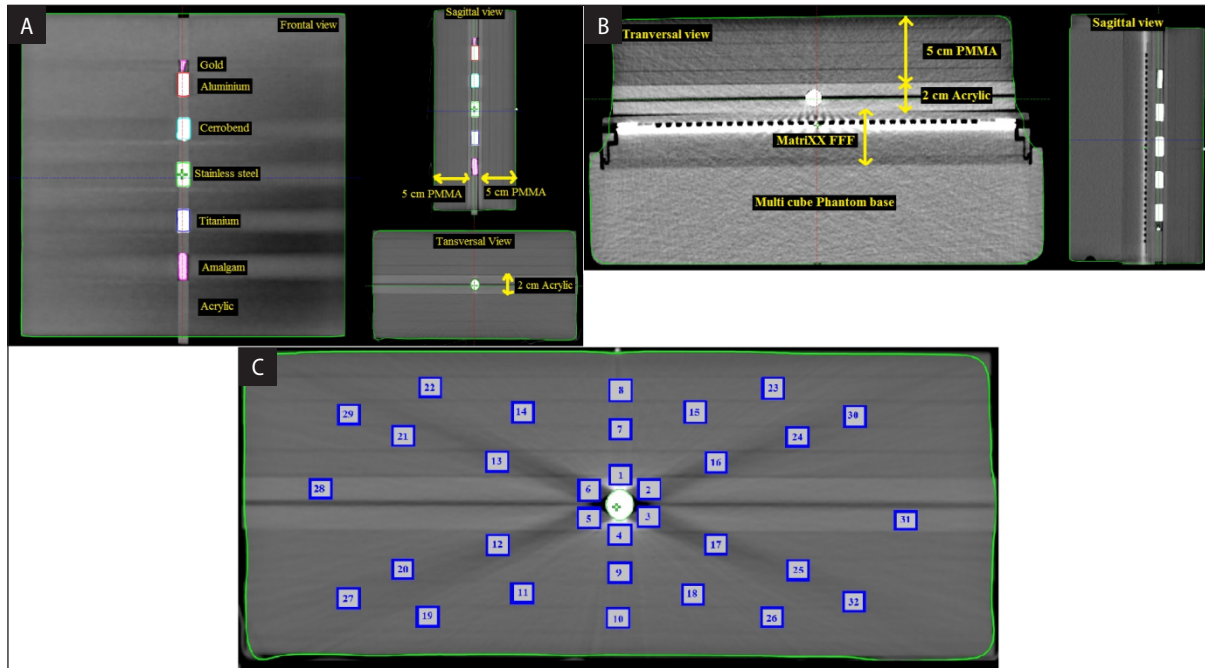 A
Frontal view
Gold
Aluminium
Cerrobend
Stainless steel
Titanium
Amalgam
Acrylic
Sagittal view
5 cm PMMA
5 cm PMMA
Tansversal View
2 cm Acrylic
B
Tranversal view
5 cm PMMA
2 cm Acrylic
MatriXX FFF
Multi cube Phantom base
Sagittal view
C
22
8
23
29
14
15
30
7
21
24
13
16
1
28
6
2
5
3
31
4
12
17
20
9
25
27
11
18
32
19
10
26